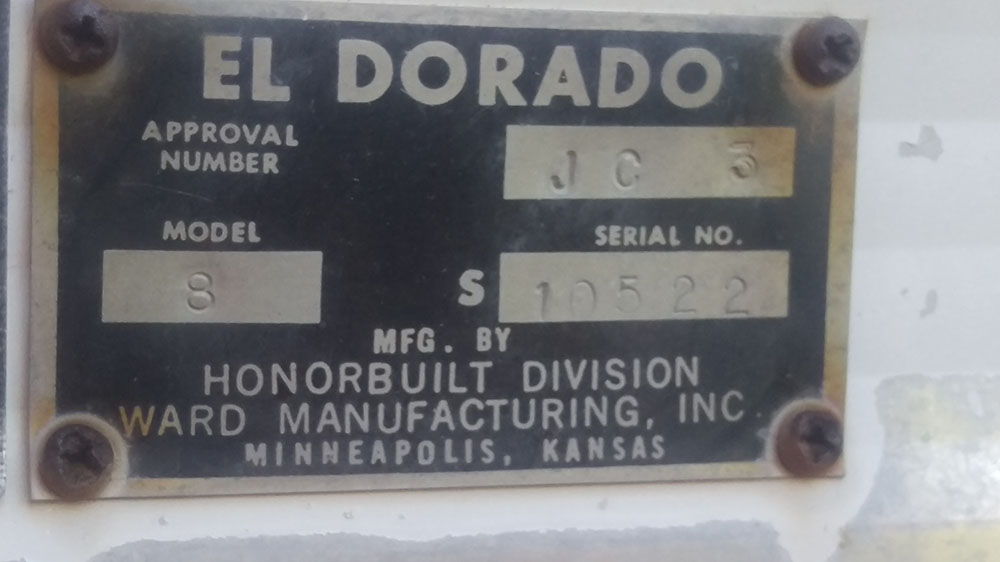 EL DORADO
APPROVAL
NUMBER
JC 3
MODEL
SERIAL NO.
8
S 10522
MFG. BY
HONORBUILT DIVISION
WARD MANUFACTURING, INC.
MINNEAPOLIS, KANSAS